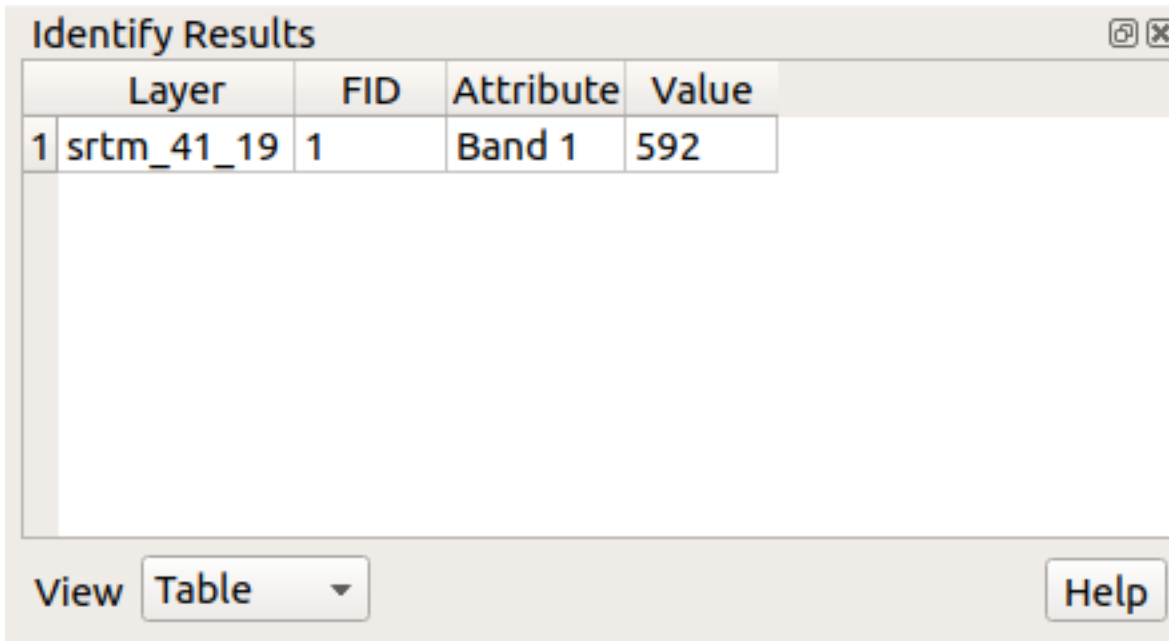 Identify Results
Layer FID Attribute Value
1 srtm_41_19 1 Band 1 592
View Table Help